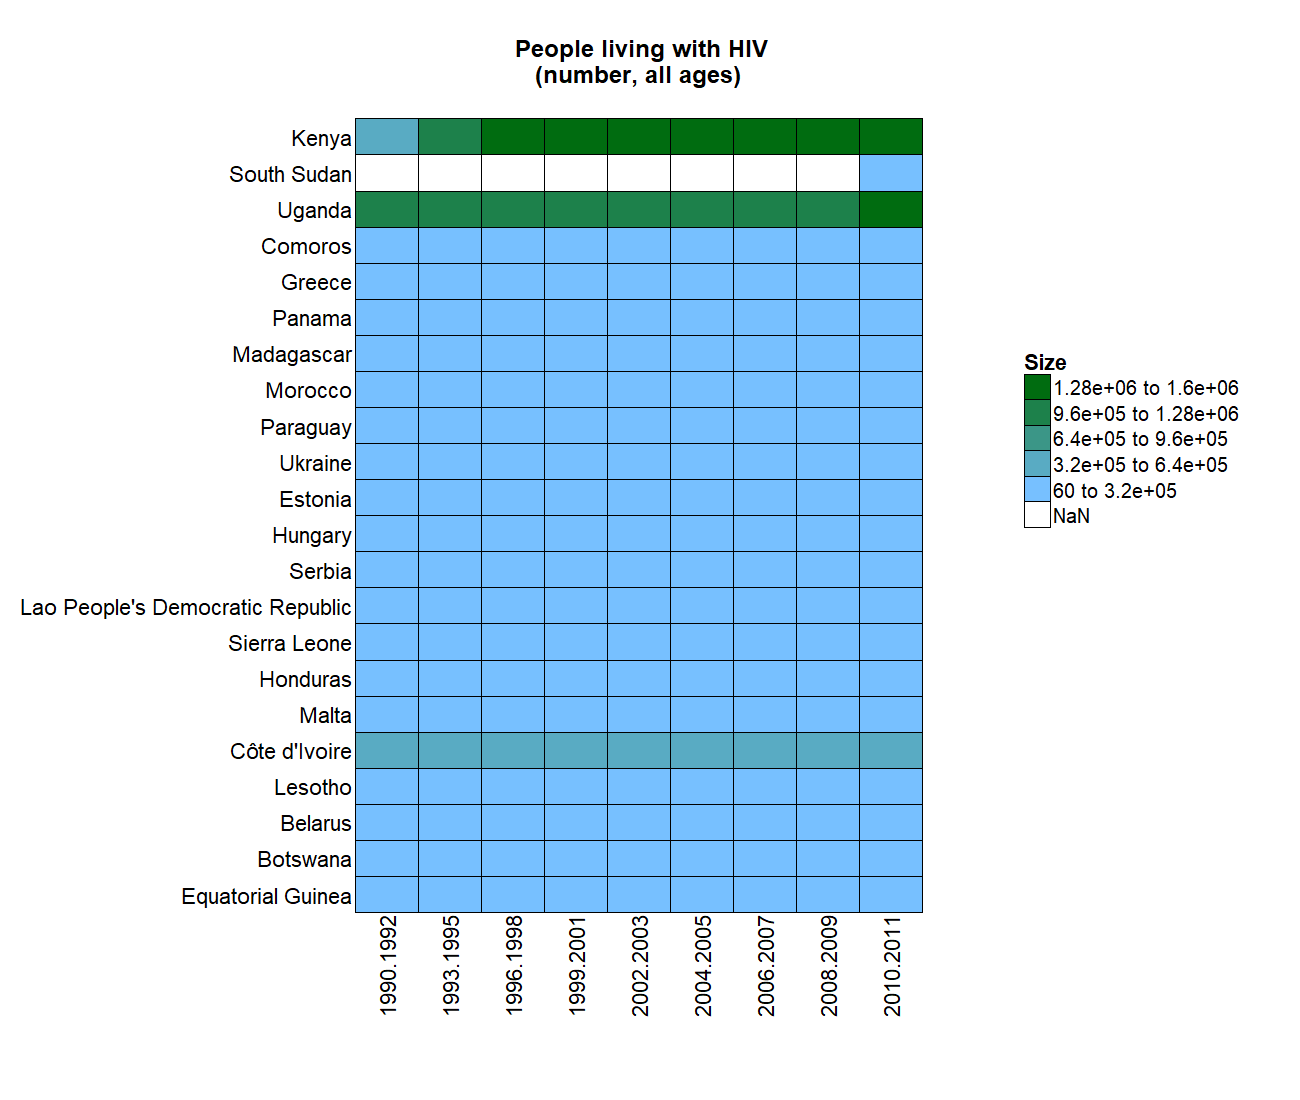 People living with HIV
(number, all ages)
Kenya
South Sudan
Uganda
Comoros
Greece
Panama
Madagascar
Morocco
Paraguay
Ukraine
Estonia
Hungary
Serbia
Lao People's Democratic Republic
Sierra Leone
Honduras
Malta
Côte d'Ivoire
Lesotho
Belarus
Botswana
Equatorial Guinea
1990.1992
1993.1995
1996.1998
1999.2001
2002.2003
2004.2005
2006.2007
2008.2009
2010.2011
Size
1.28e+06 to 1.6e+06
9.6e+05 to 1.28e+06
6.4e+05 to 9.6e+05
3.2e+05 to 6.4e+05
60 to 3.2e+05
NaN